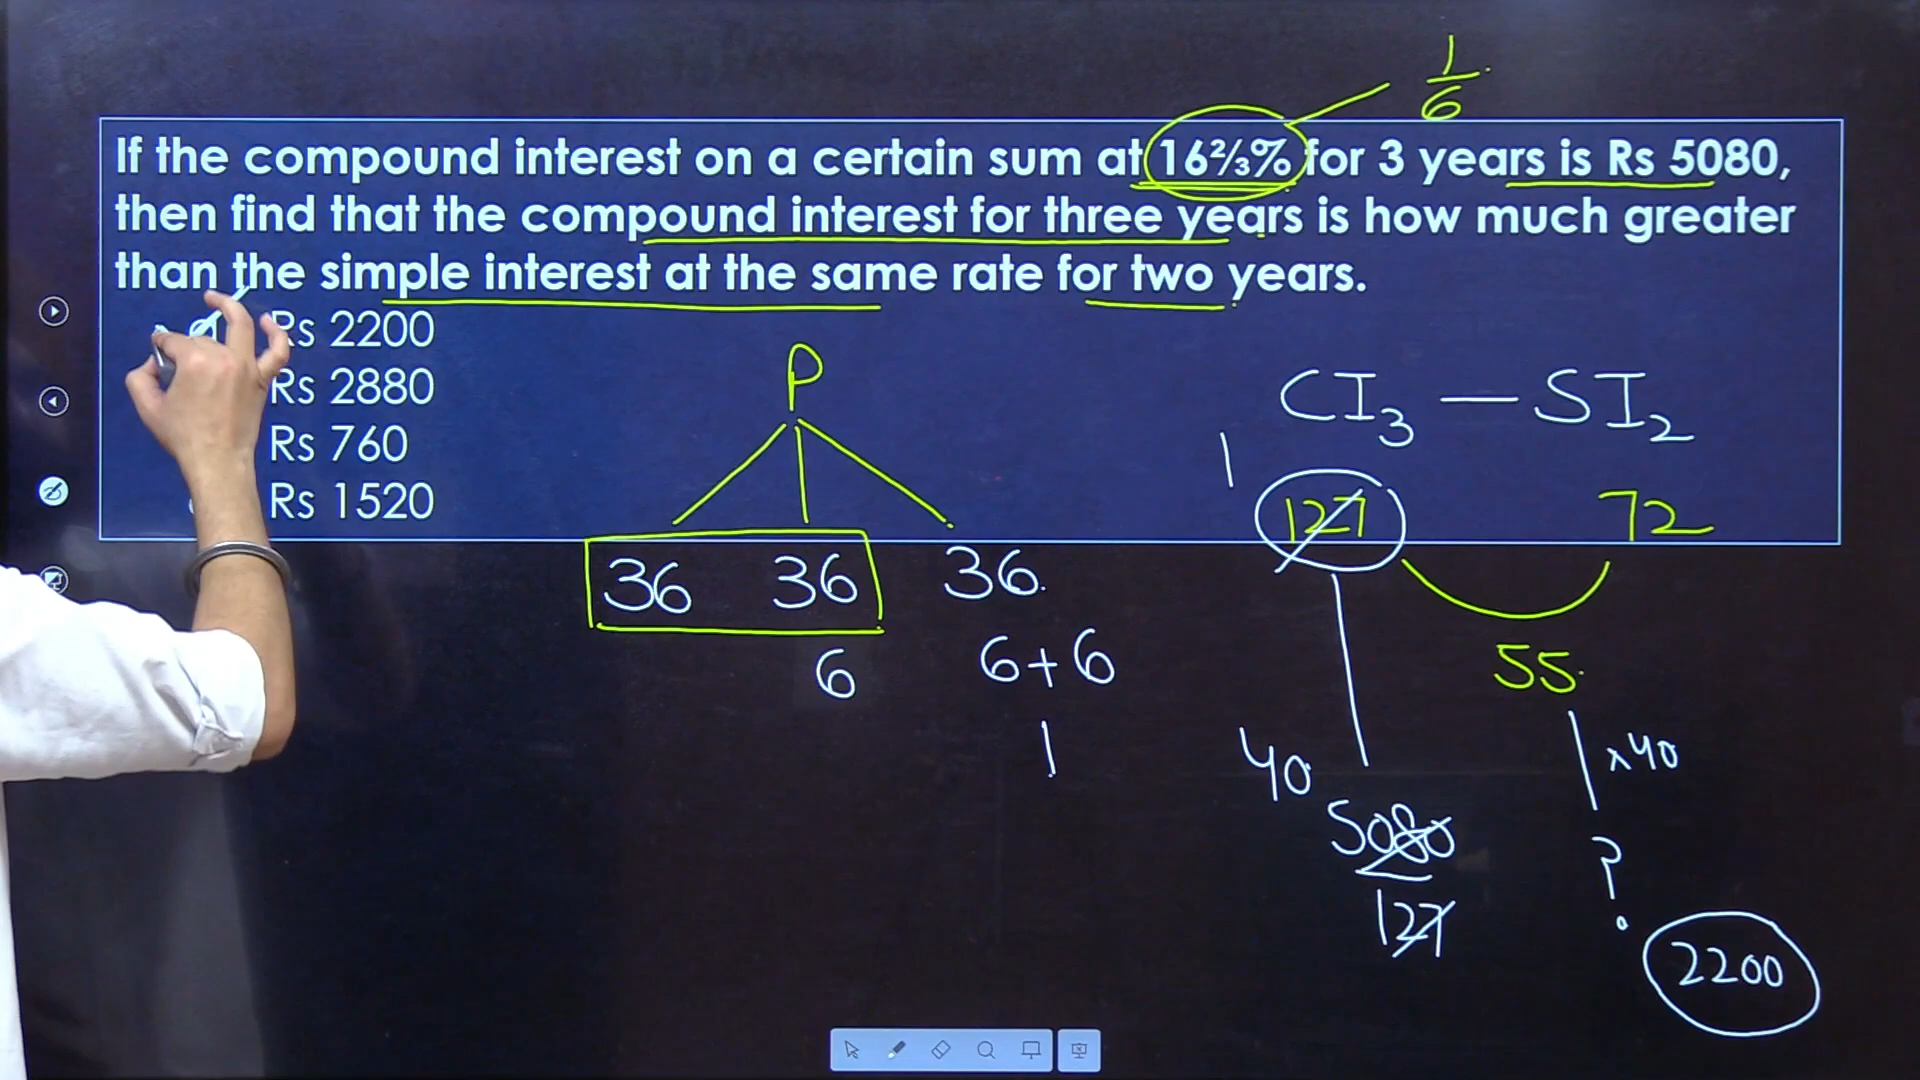 1/6
If the compound interest on a certain sum at 16⅔% for 3 years is Rs 5080,
then find that the compound interest for three years is how much greater
than the simple interest at the same rate for two years.
Rs 2200
Rs 2880
Rs 760
Rs 1520
P
36 36 36
6 6+6
1
CI₃ — SI₂
1
127 72
55
40
5080
127
×40
?
2200